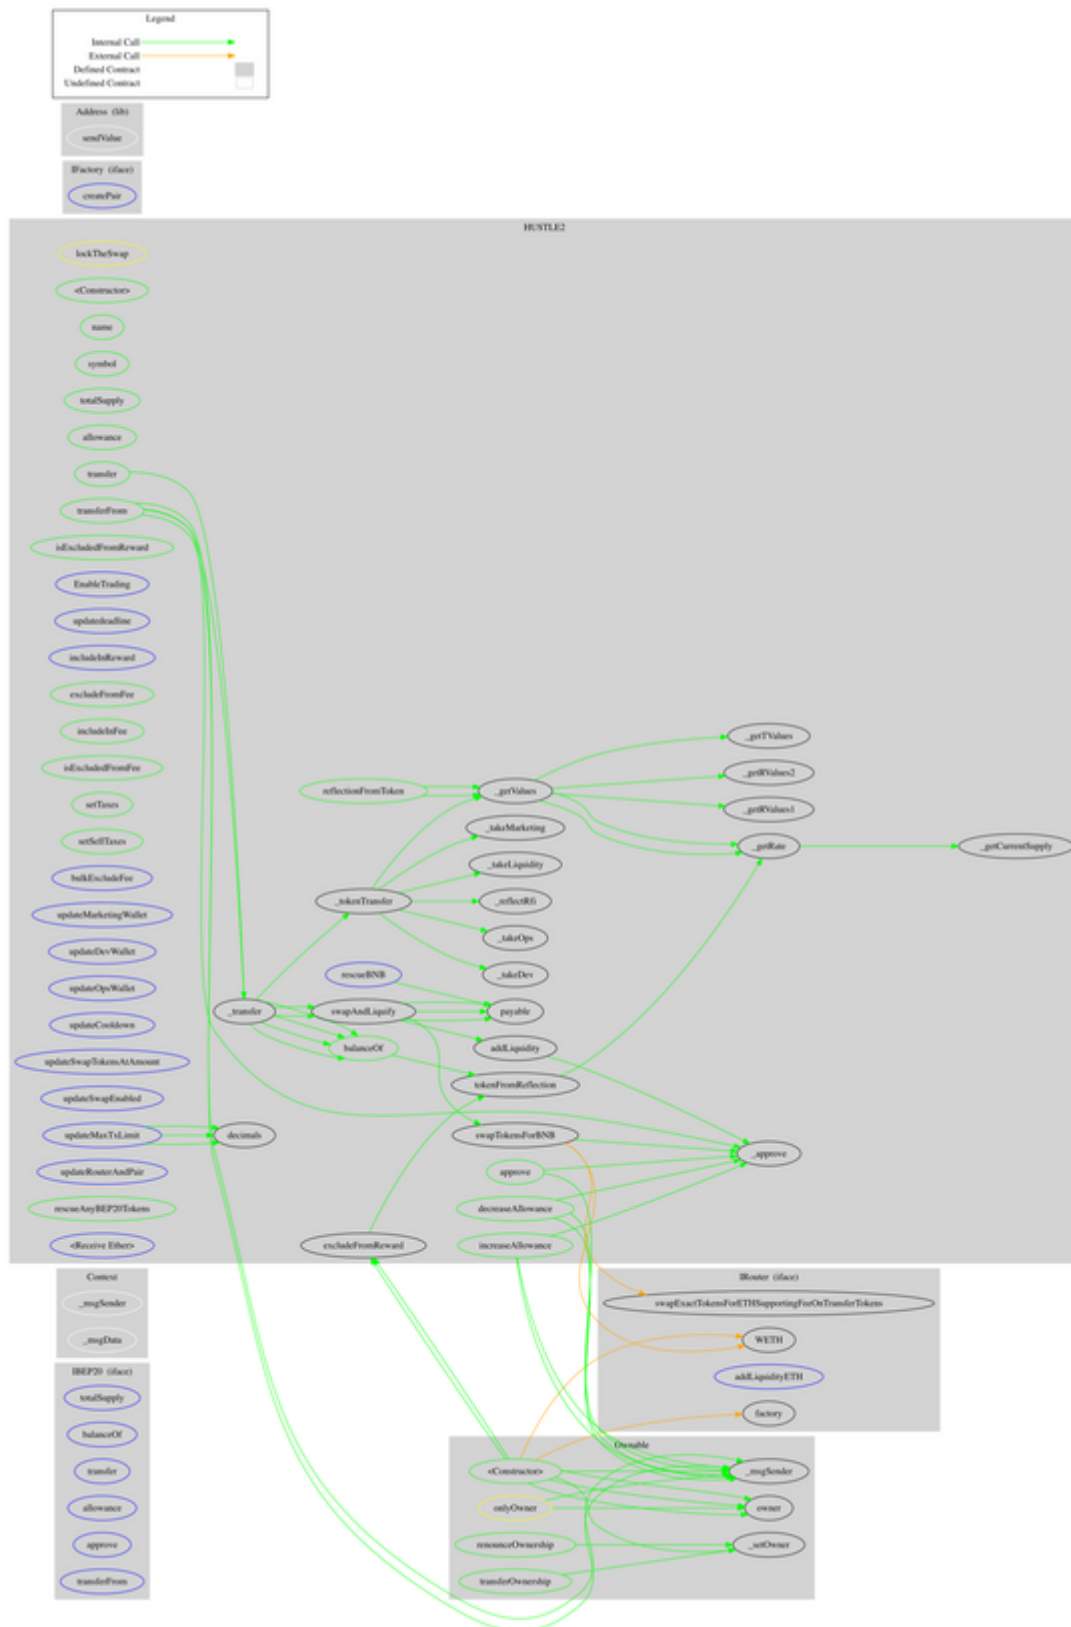 Legend
Internal Call
External Call
Defined Contract
Undefined Contract
Address (lib)
sendValue
IFactory (iface)
createPair
HUSTLE2
lockTheSwap
<Constructor>
name
symbol
totalSupply
allowance
transfer
transferFrom
isExcludedFromReward
EnableTrading
updatedeadline
includeInReward
excludeFromFee
includeInFee
isExcludedFromFee
setTaxes
setSellTaxes
bulkExcludeFee
updateMarketingWallet
updateDevWallet
updateOpsWallet
updateCooldown
updateSwapTokensAtAmount
updateSwapEnabled
updateMaxTxLimit
updateRouterAndPair
rescueAnyBEP20Tokens
<Receive Ether>
_transfer
decimals
reflectionFromToken
_tokenTransfer
rescueBNB
swapAndLiquify
balanceOf
excludeFromReward
_getValues
_takeMarketing
_takeLiquidity
_reflectRfi
_takeOps
_takeDev
payable
addLiquidity
tokenFromReflection
swapTokensForBNB
approve
decreaseAllowance
increaseAllowance
_getTValues
_getRValues2
_getRValues1
_getRate
_approve
_getCurrentSupply
Context
_msgSender
_msgData
IBEP20 (iface)
totalSupply
balanceOf
transfer
allowance
approve
transferFrom
IRouter (iface)
swapExactTokensForETHSupportingFeeOnTransferTokens
WETH
addLiquidityETH
factory
Ownable
<Constructor>
onlyOwner
renounceOwnership
transferOwnership
_msgSender
owner
_setOwner